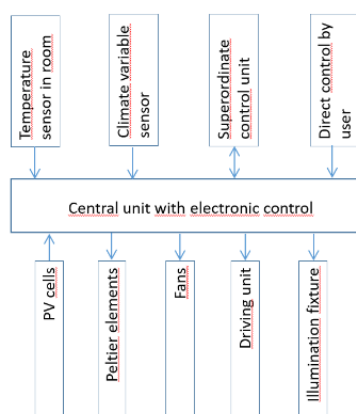 Temperature
sensor in room
Climate variable
sensor
Superordinate
control unit
Direct control by
user
Central unit with electronic control
PV cells
Peltier elements
Fans
Driving unit
Illumination fixture